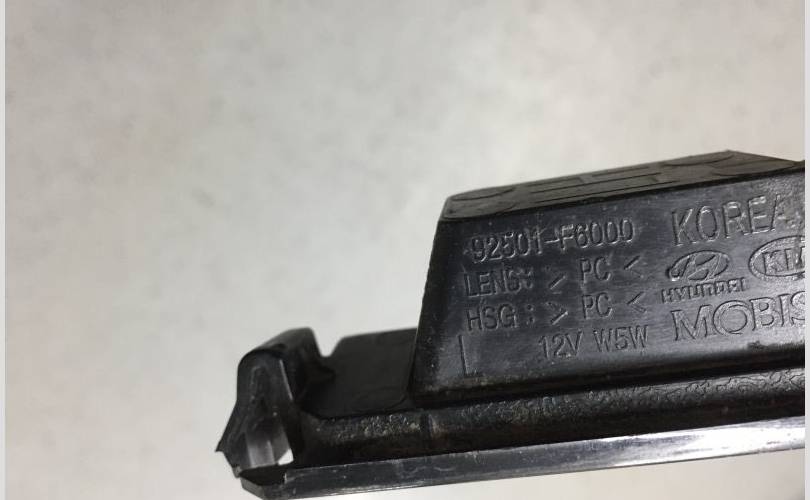 92501-F6000 KOREA
LENS: > PC < HYUNDAI
HSG : > PC < MOBIS
L 12V W5W